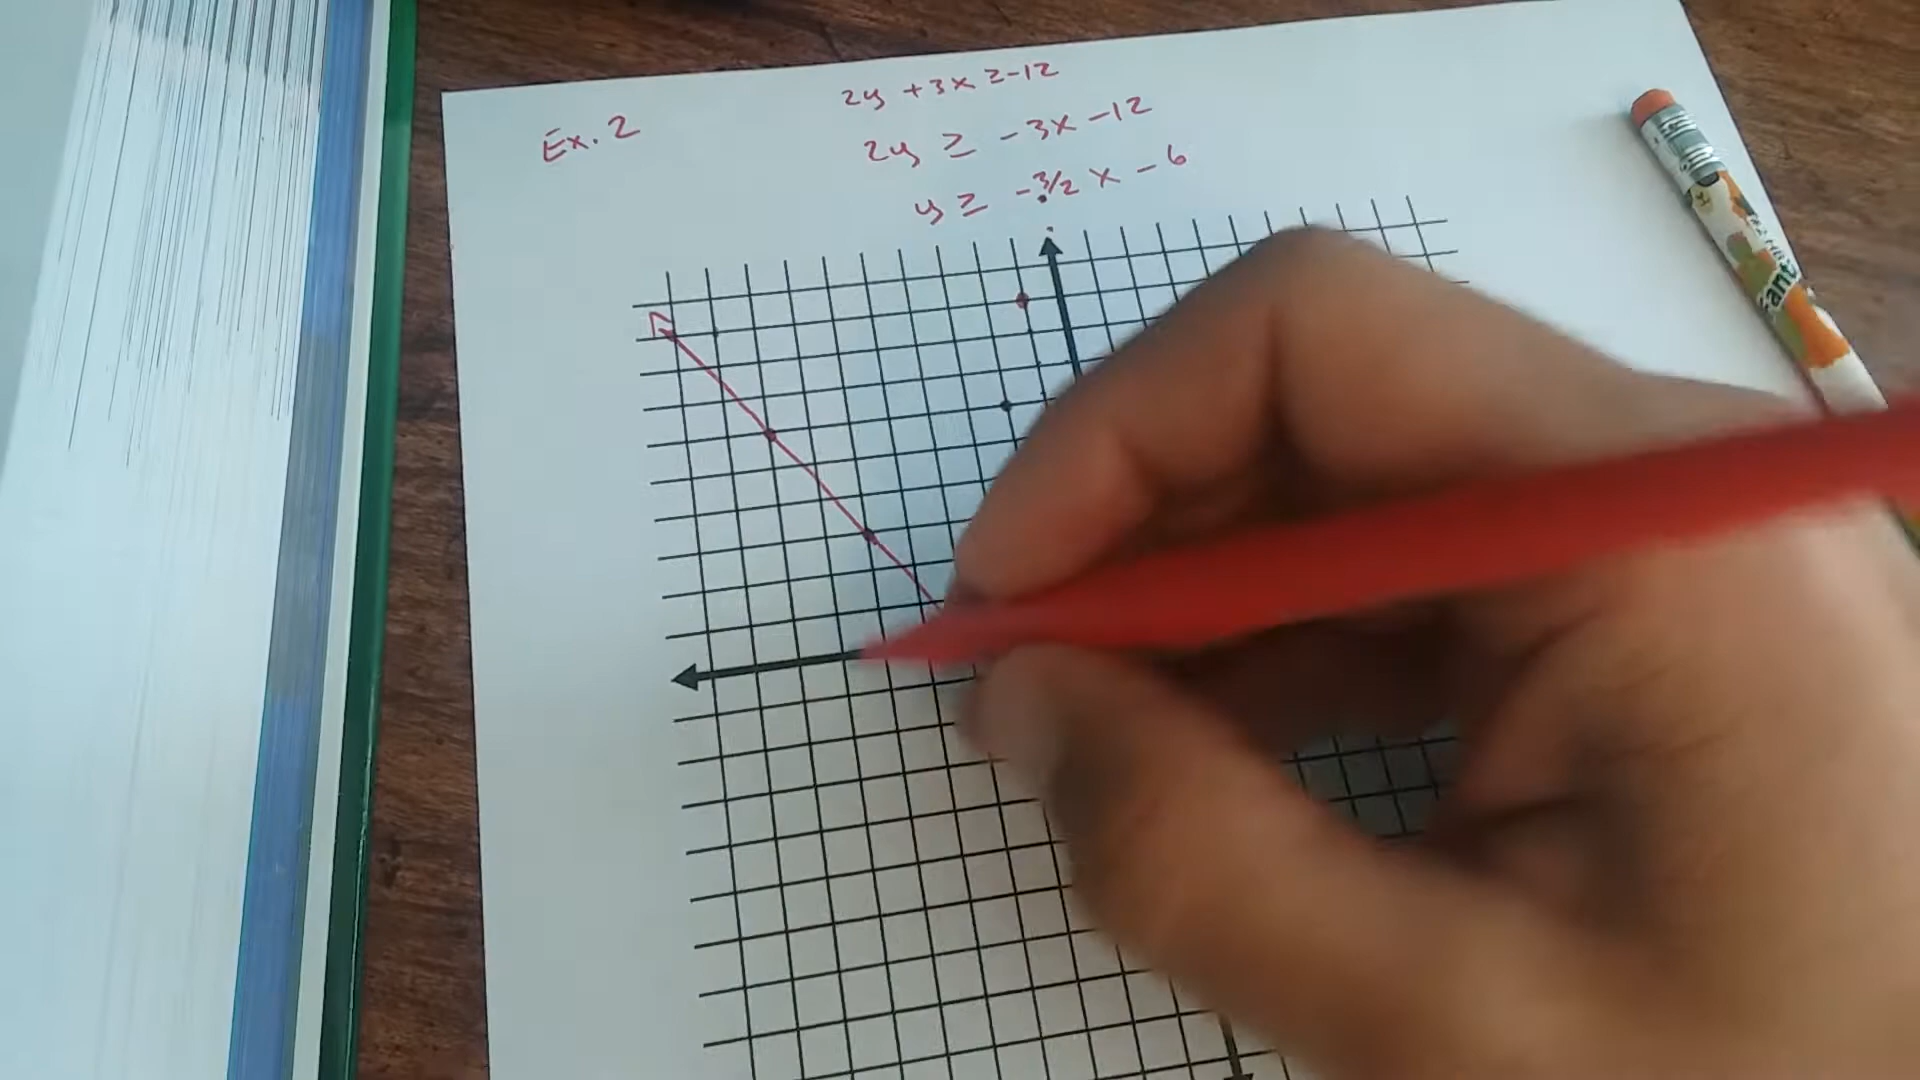 2y + 3x ≥ -12
Ex. 2
2y ≥ -3x - 12
y ≥ -3/2 x - 6